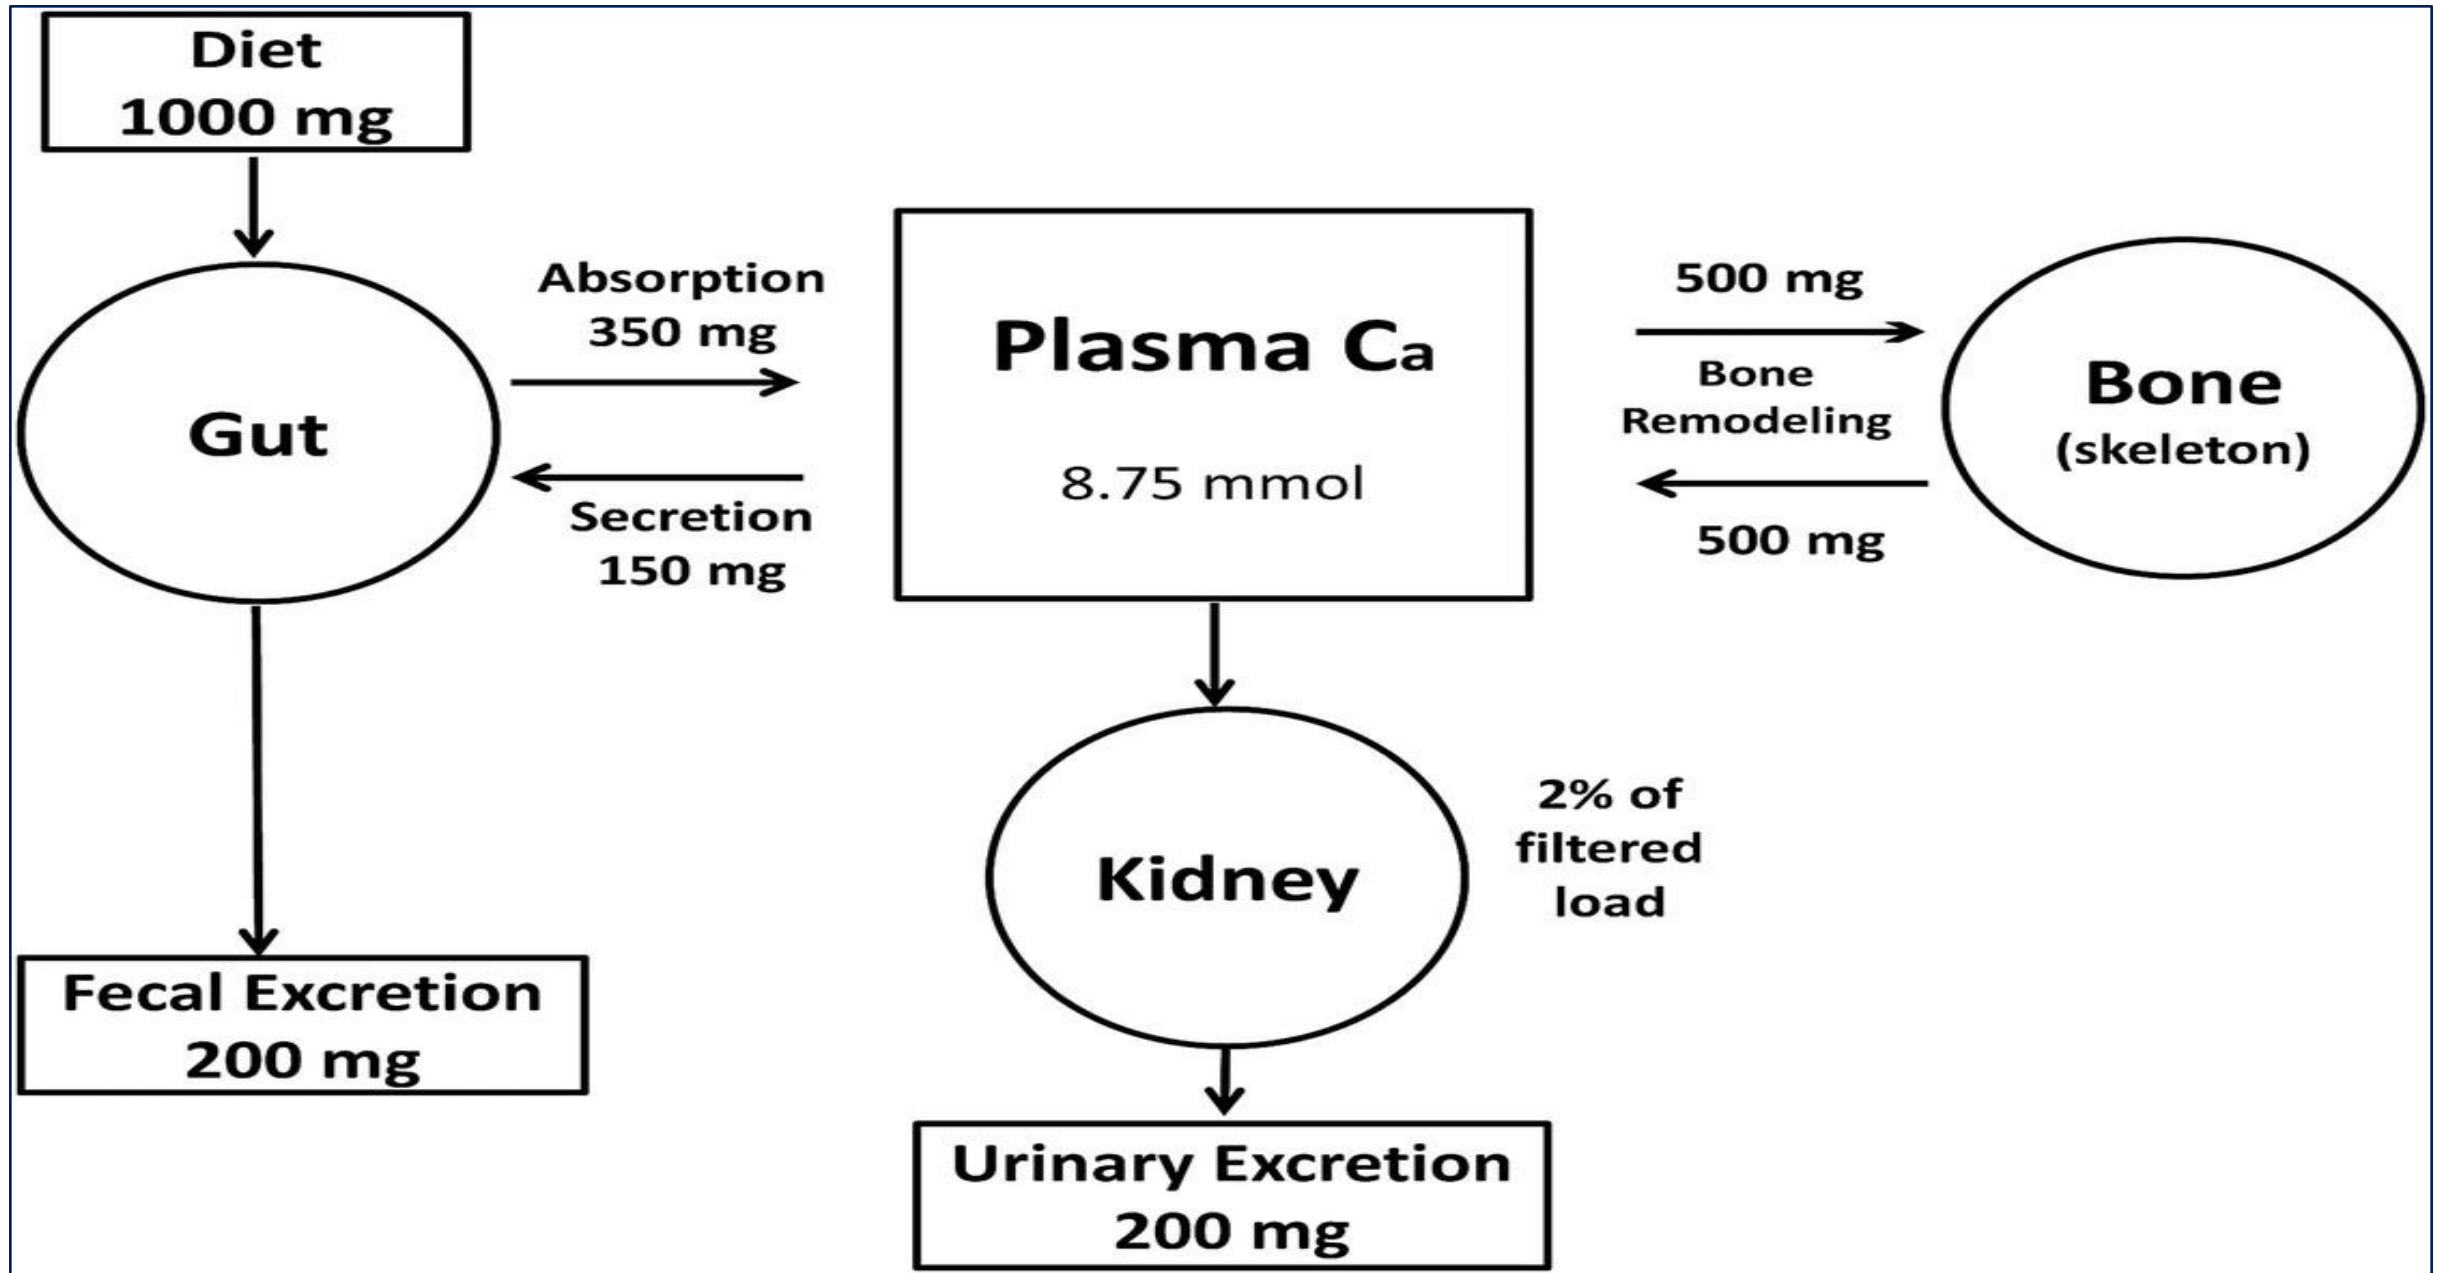 Diet
1000 mg
Gut
Absorption
350 mg
Secretion
150 mg
Plasma Ca
8.75 mmol
500 mg
Bone
Remodeling
500 mg
Bone
(skeleton)
Kidney
2% of
filtered
load
Fecal Excretion
200 mg
Urinary Excretion
200 mg